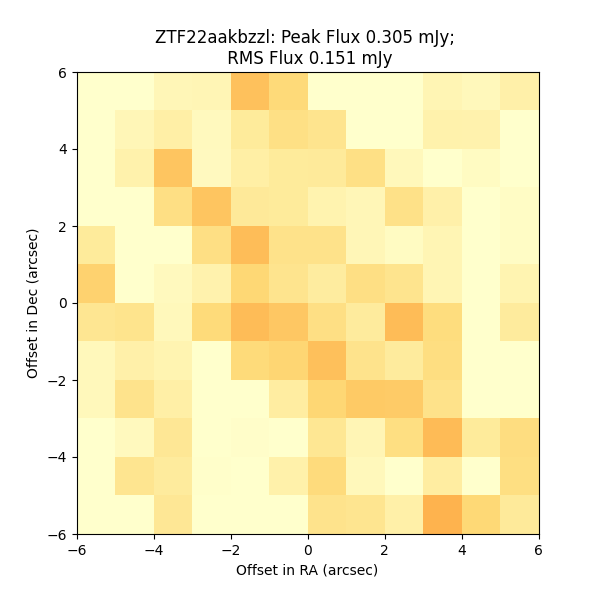 ZTF22aakbzzl: Peak Flux 0.305 mJy;
RMS Flux 0.151 mJy
6
4
2
0
−2
−4
−6
Offset in Dec (arcsec)
−6 −4 −2 0 2 4 6
Offset in RA (arcsec)